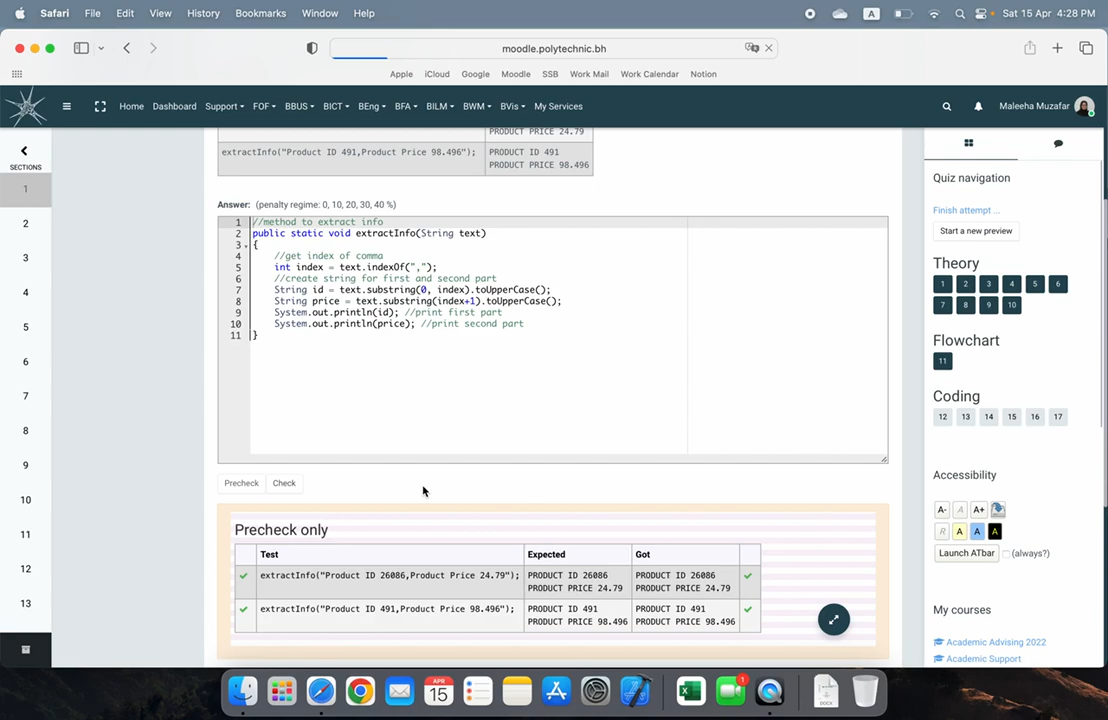 Safari File Edit View History Bookmarks Window Help
A
Sat 15 Apr 4:28 PM
moodle.polytechnic.bh
Apple iCloud Google Moodle SSB Work Mail Work Calendar Notion
Home Dashboard Support FOF BBUS BICT BEng BFA BILM BWM BVis My Services
Maleeha Muzafar
SECTIONS
1
2
3
4
5
6
7
8
9
10
11
12
13
PRODUCT PRICE 24.79
extractInfo("Product ID 491,Product Price 98.496");
PRODUCT ID 491
PRODUCT PRICE 98.496
Answer: (penalty regime: 0, 10, 20, 30, 40 %)
1 //method to extract info
2 public static void extractInfo(String text)
3 {
4 //get index of comma
5 int index = text.indexOf(",");
6 //create string for first and second part
7 String id = text.substring(0, index).toUpperCase();
8 String price = text.substring(index+1).toUpperCase();
9 System.out.println(id); //print first part
10 System.out.println(price); //print second part
11 }
Precheck Check
Precheck only
Test Expected Got
extractInfo("Product ID 26086,Product Price 24.79"); PRODUCT ID 26086 PRODUCT ID 26086
PRODUCT PRICE 24.79 PRODUCT PRICE 24.79
extractInfo("Product ID 491,Product Price 98.496"); PRODUCT ID 491 PRODUCT ID 491
PRODUCT PRICE 98.496 PRODUCT PRICE 98.496
Quiz navigation
Finish attempt ...
Start a new preview
Theory
1 2 3 4 5 6
7 8 9 10
Flowchart
11
Coding
12 13 14 15 16 17
Accessibility
A- A A+
R A A A
Launch ATbar (always?)
My courses
Academic Advising 2022
Academic Support
APR
15
1
DOCX